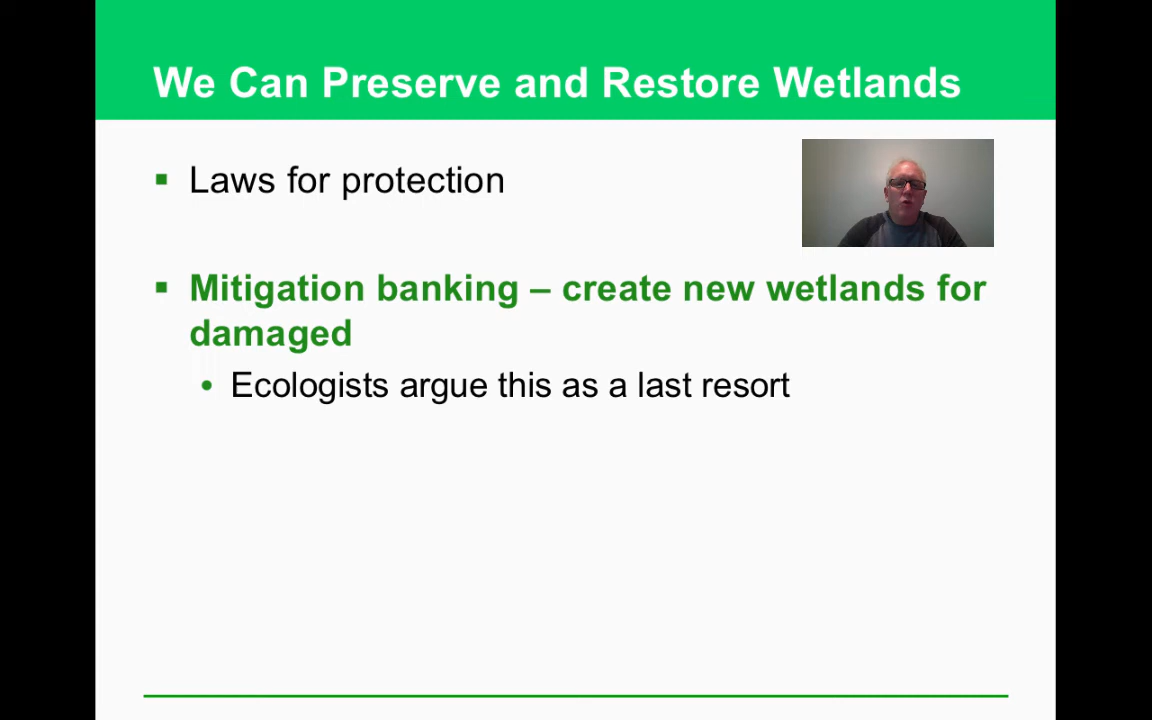 We Can Preserve and Restore Wetlands
▪ Laws for protection
▪ Mitigation banking – create new wetlands for
damaged
• Ecologists argue this as a last resort